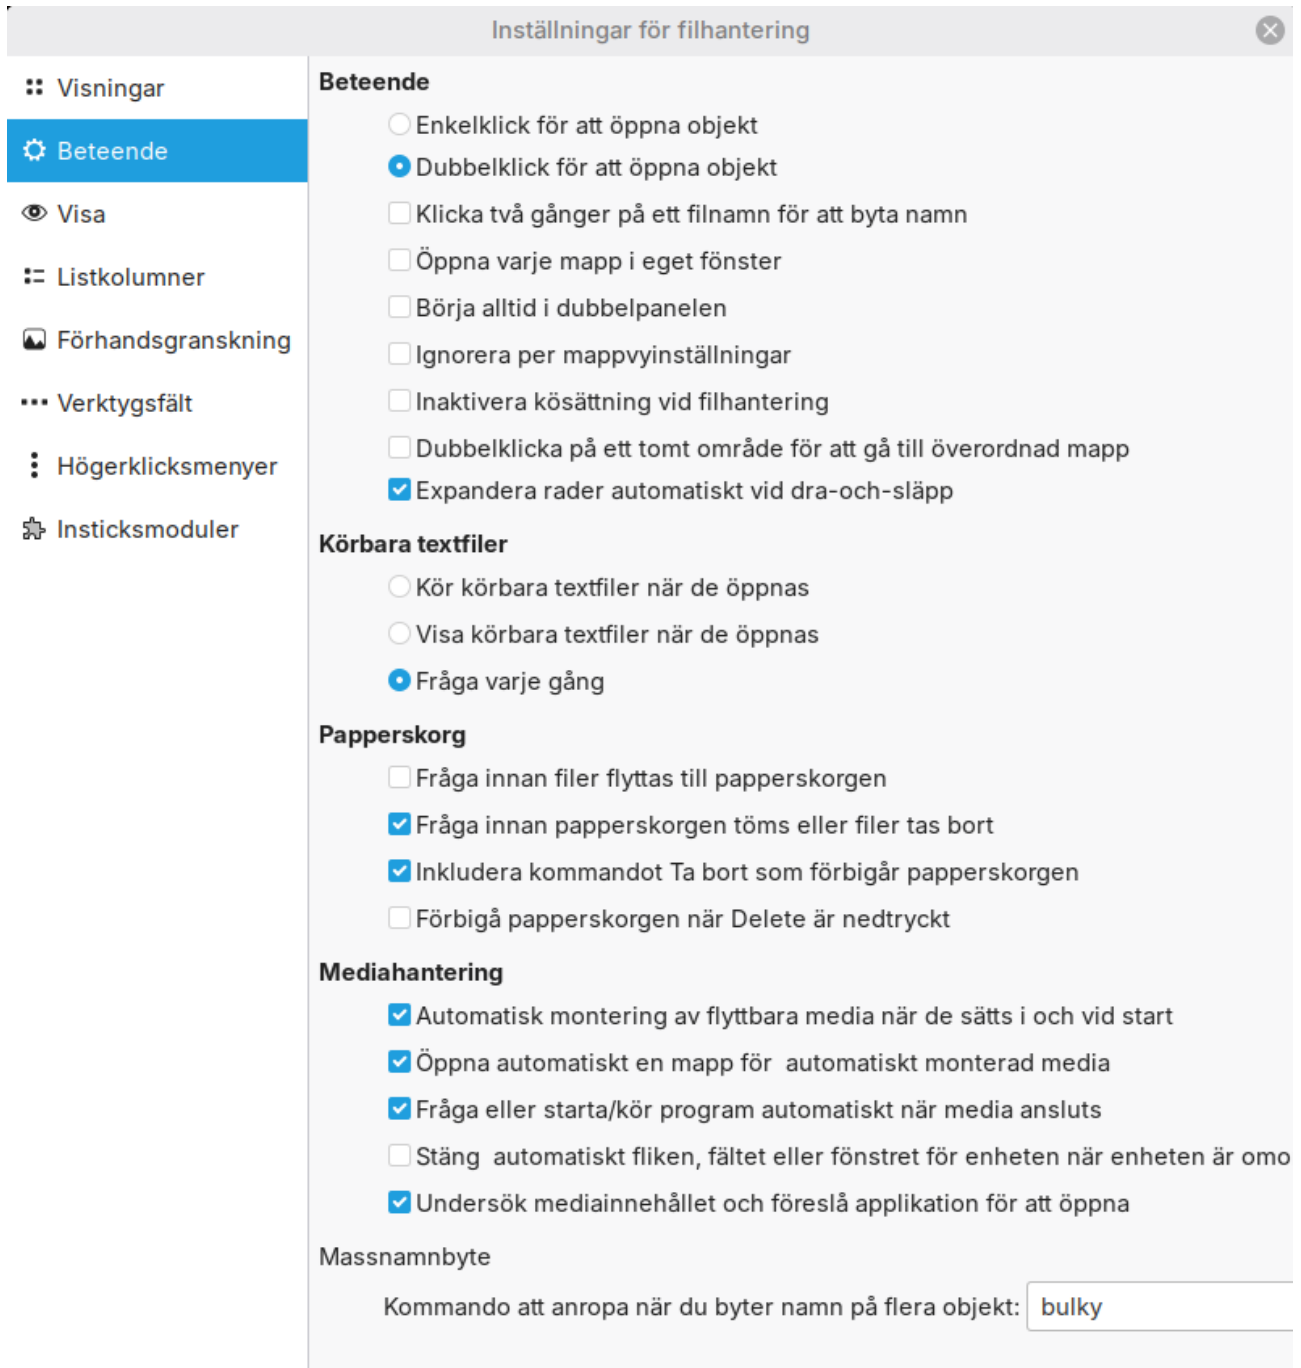 Inställningar för filhantering
Visningar
Beteende
Visa
Listkolumner
Förhandsgranskning
Verktygsfält
Högerklicksmenyer
Insticksmoduler
Beteende
Enkelklick för att öppna objekt
Dubbelklick för att öppna objekt
Klicka två gånger på ett filnamn för att byta namn
Öppna varje mapp i eget fönster
Börja alltid i dubbelpanelen
Ignorera per mappvyinställningar
Inaktivera kösättning vid filhantering
Dubbelklicka på ett tomt område för att gå till överordnad mapp
Expandera rader automatiskt vid dra-och-släpp
Körbara textfiler
Kör körbara textfiler när de öppnas
Visa körbara textfiler när de öppnas
Fråga varje gång
Papperskorg
Fråga innan filer flyttas till papperskorgen
Fråga innan papperskorgen töms eller filer tas bort
Inkludera kommandot Ta bort som förbigår papperskorgen
Förbigå papperskorgen när Delete är nedtryckt
Mediahantering
Automatisk montering av flyttbara media när de sätts i och vid start
Öppna automatiskt en mapp för  automatiskt monterad media
Fråga eller starta/kör program automatiskt när media ansluts
Stäng  automatiskt fliken, fältet eller fönstret för enheten när enheten är omo
Undersök mediainnehållet och föreslå applikation för att öppna
Massnamnbyte
Kommando att anropa när du byter namn på flera objekt: bulky